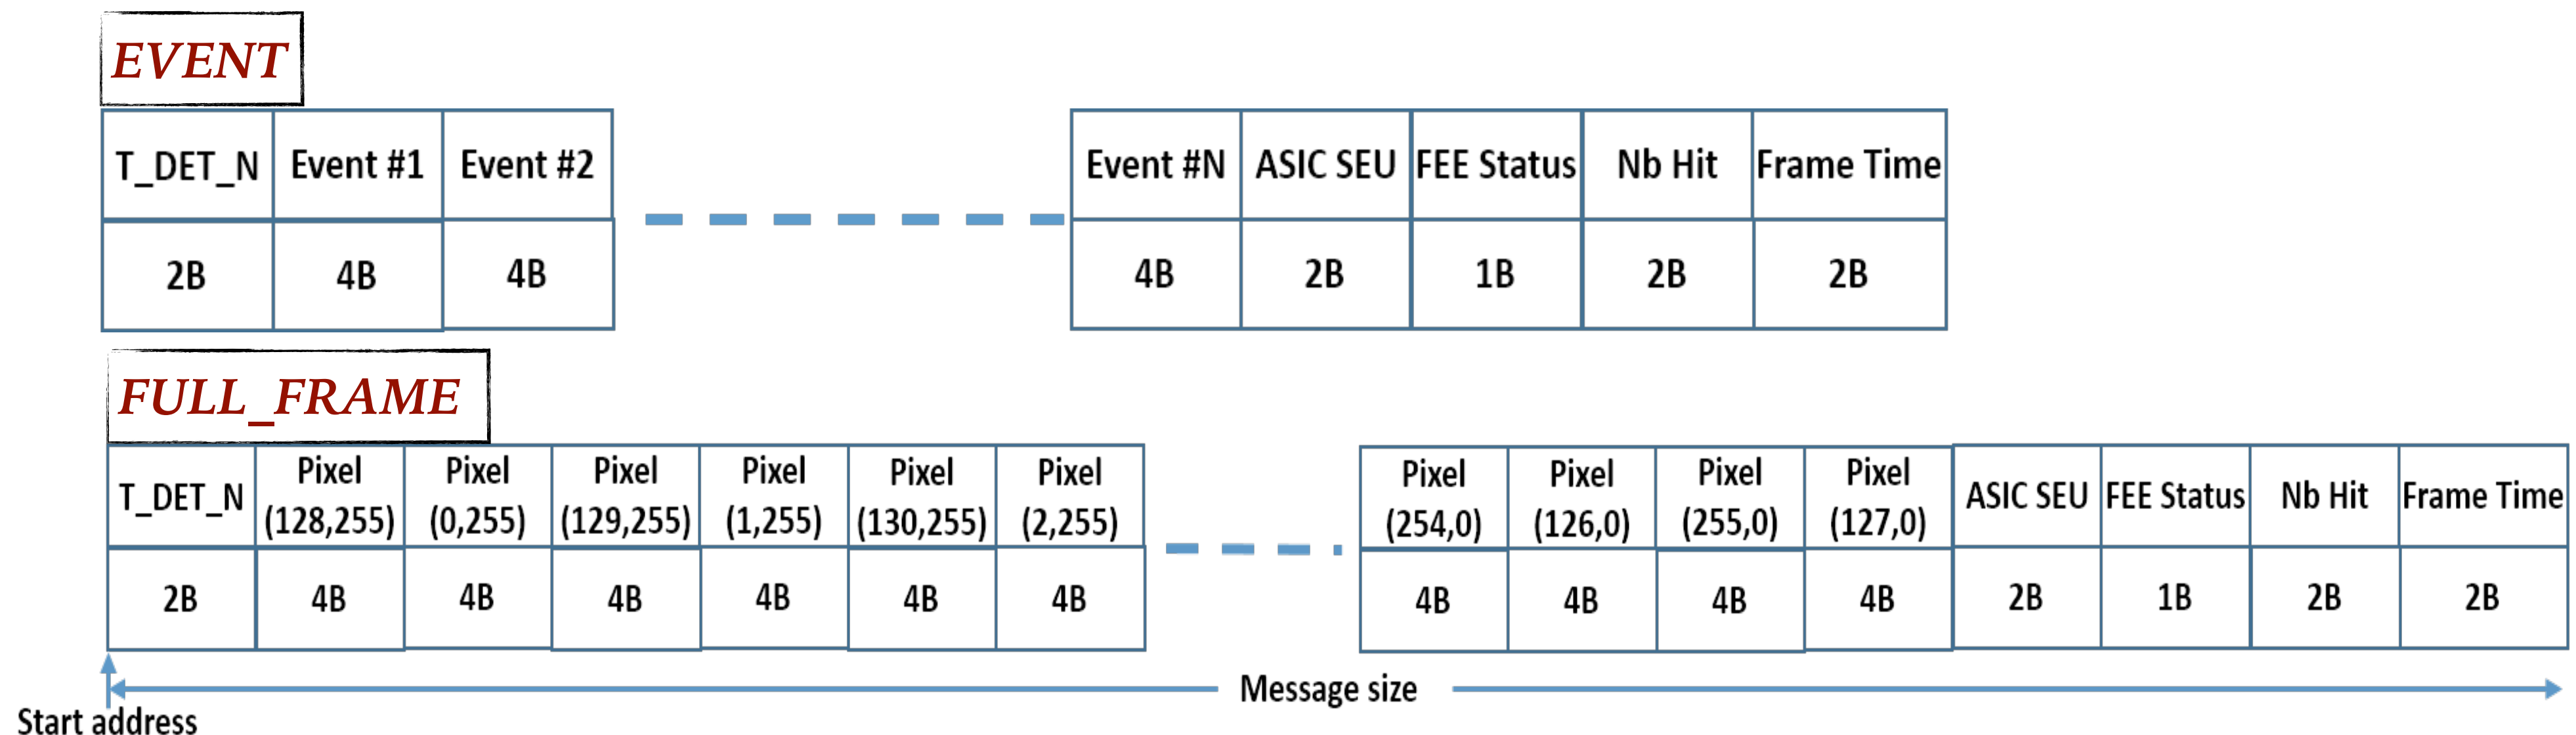 EVENT
T_DET_N Event #1 Event #2 Event #N ASIC SEU FEE Status Nb Hit Frame Time
2B 4B 4B 4B 2B 1B 2B 2B
FULL_FRAME
T_DET_N Pixel (128,255) Pixel (0,255) Pixel (129,255) Pixel (1,255) Pixel (130,255) Pixel (2,255) Pixel (254,0) Pixel (126,0) Pixel (255,0) Pixel (127,0) ASIC SEU FEE Status Nb Hit Frame Time
2B 4B 4B 4B 4B 4B 4B 4B 4B 4B 4B 2B 1B 2B 2B
Message size
Start address